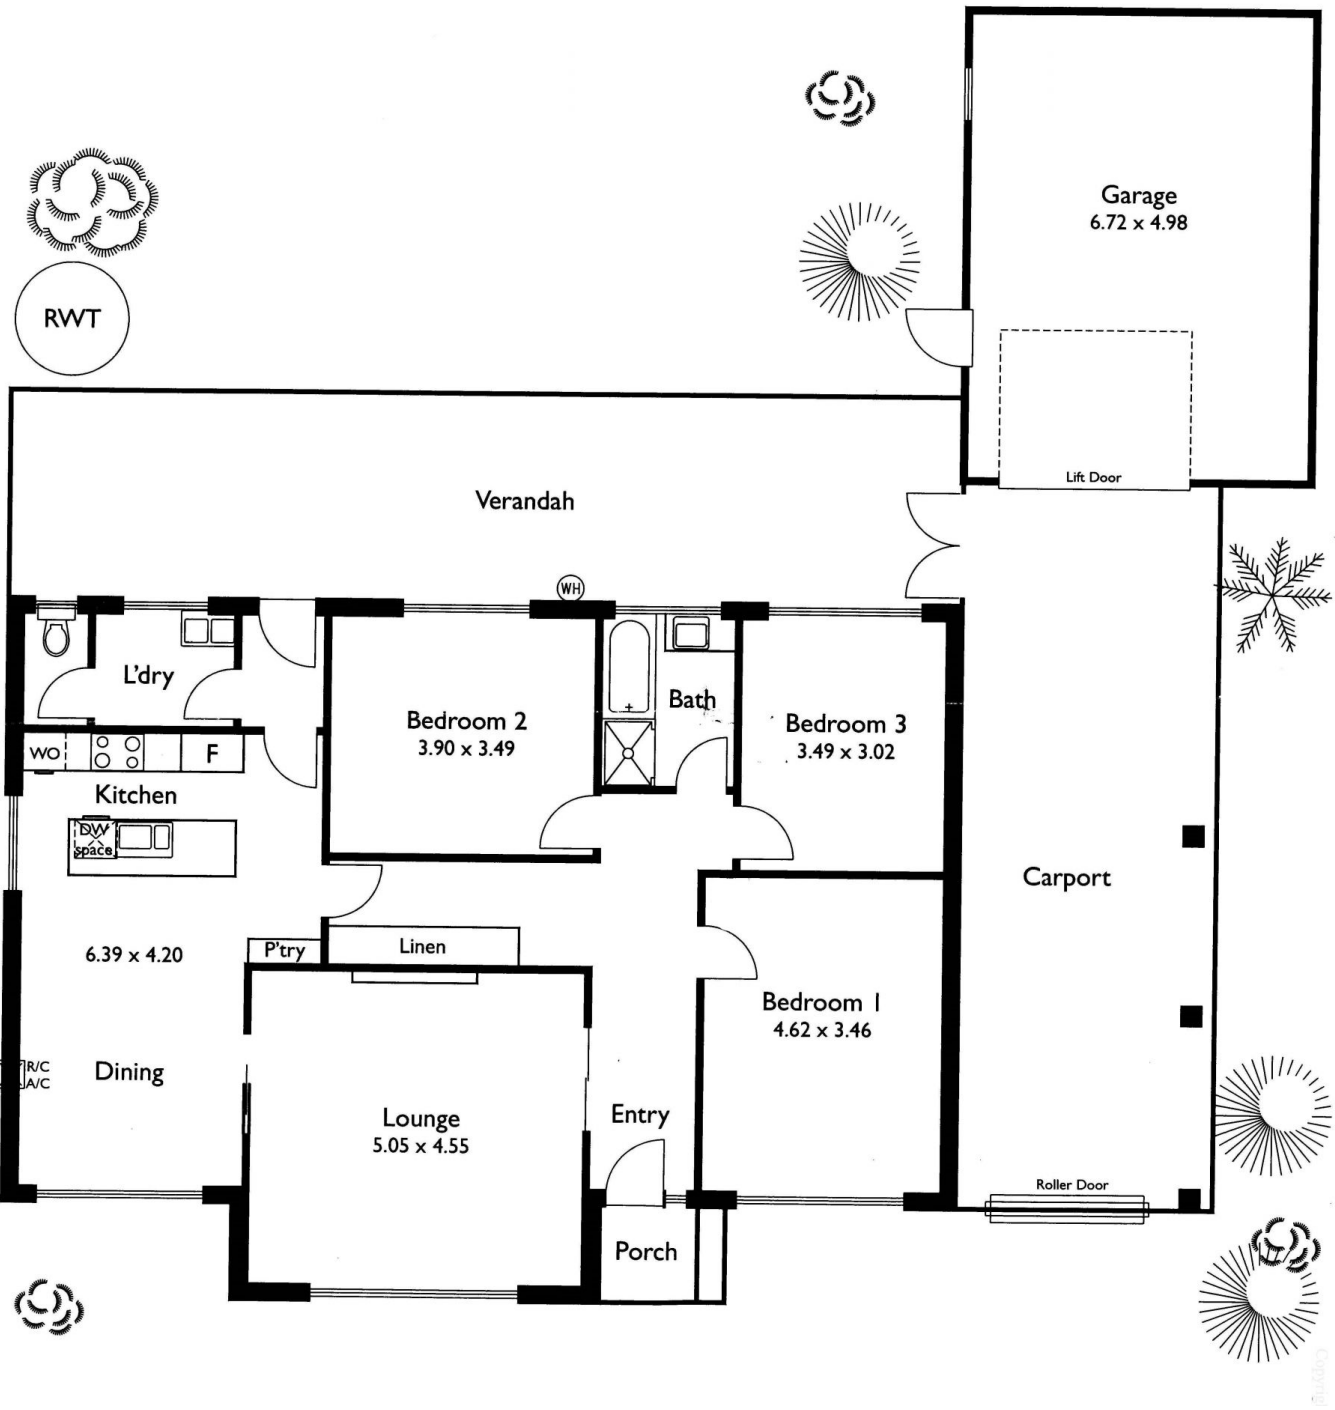 Garage
6.72 x 4.98
RWT
Lift Door
Verandah
WH
L'dry
Bedroom 2
3.90 x 3.49
Bath
Bedroom 3
3.49 x 3.02
WO
F
Kitchen
DW
space
Carport
6.39 x 4.20
P'try
Linen
Bedroom 1
4.62 x 3.46
R/C
A/C
Dining
Lounge
5.05 x 4.55
Entry
Roller Door
Porch